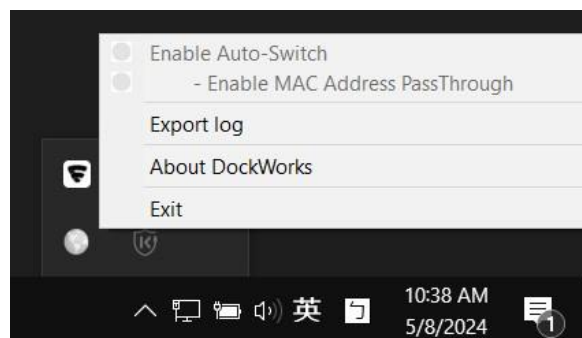 Enable Auto-Switch
- Enable MAC Address PassThrough
Export log
About DockWorks
Exit
英
ㄅ
10:38 AM
5/8/2024
1